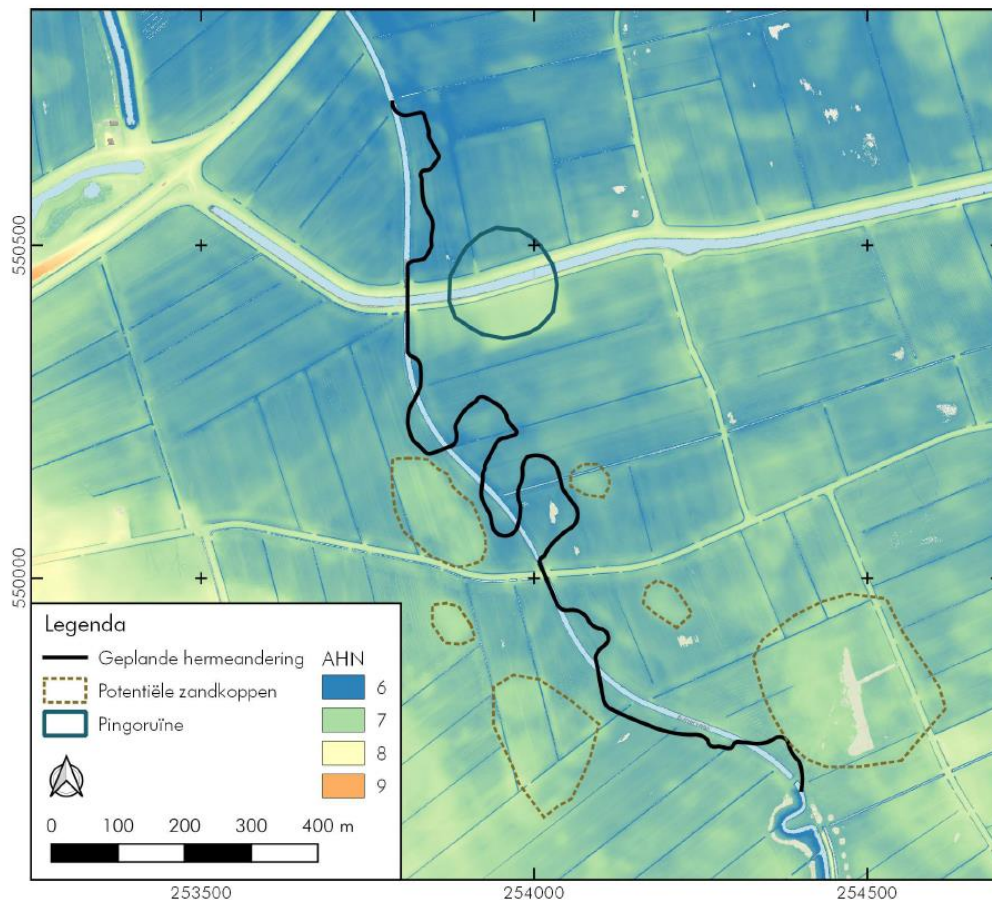 550500
550000
Legenda
Geplande hermeandering
Potentiële zandkoppen
Pingoruïne
AHN
6
7
8
9
0 100 200 300 400 m
253500 254000 254500